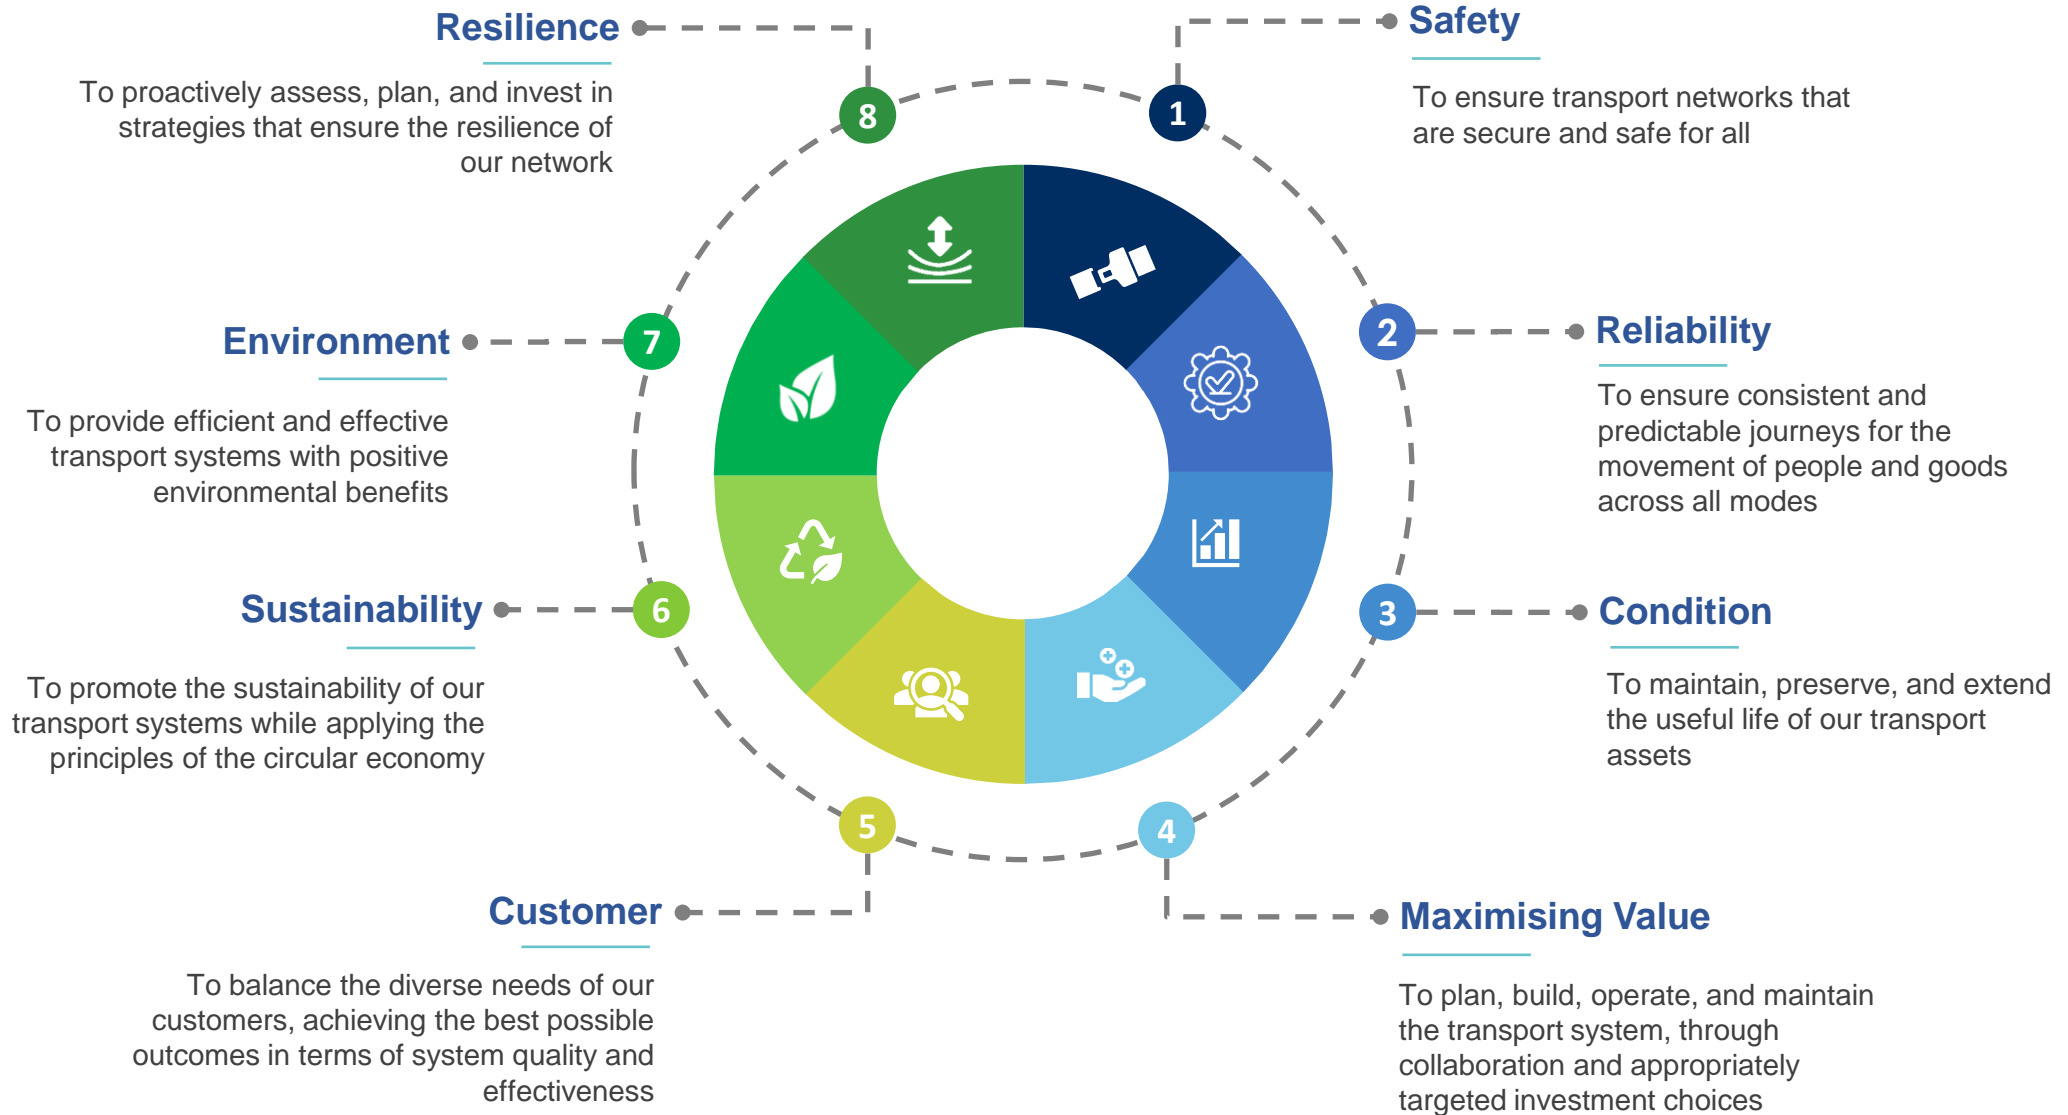 1
Safety
To ensure transport networks that
are secure and safe for all
2
Reliability
To ensure consistent and
predictable journeys for the
movement of people and goods
across all modes
3
Condition
To maintain, preserve, and extend
the useful life of our transport
assets
4
Maximising Value
To plan, build, operate, and maintain
the transport system, through
collaboration and appropriately
targeted investment choices
5
Customer
To balance the diverse needs of our
customers, achieving the best possible
outcomes in terms of system quality and
effectiveness
6
Sustainability
To promote the sustainability of our
transport systems while applying the
principles of the circular economy
7
Environment
To provide efficient and effective
transport systems with positive
environmental benefits
8
Resilience
To proactively assess, plan, and invest in
strategies that ensure the resilience of
our network